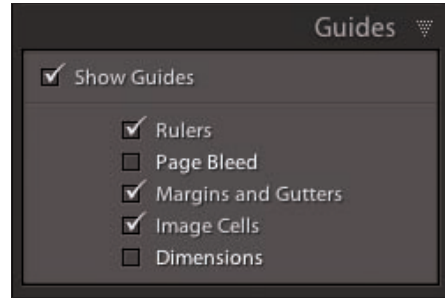 Guides
Show Guides
Rulers
Page Bleed
Margins and Gutters
Image Cells
Dimensions